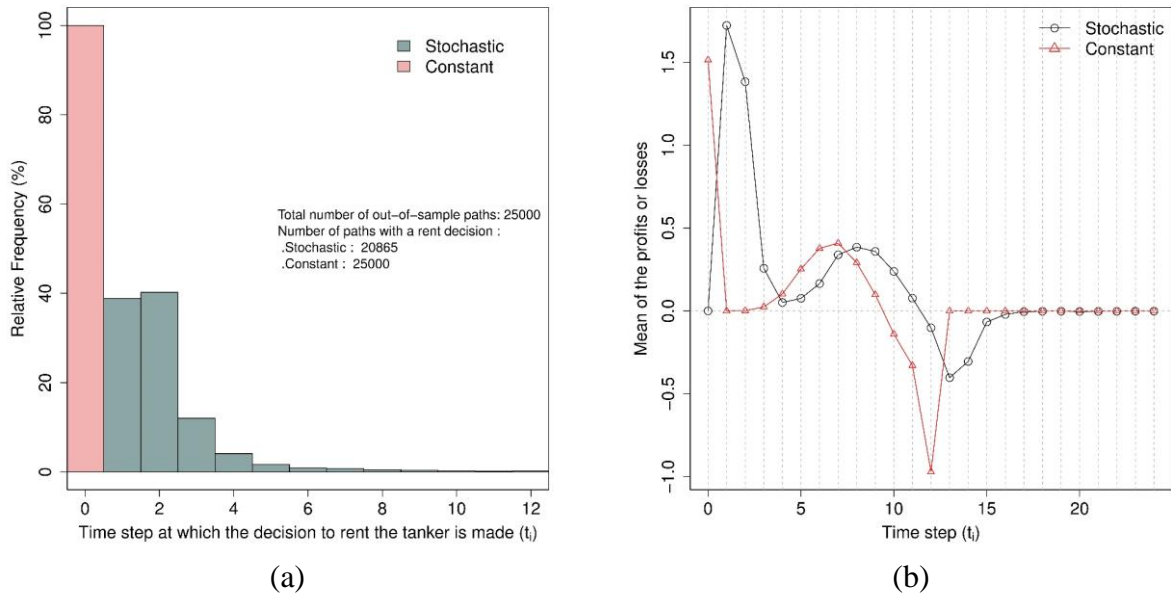 Relative Frequency (%)
100
80
60
40
20
0
Stochastic
Constant
Total number of out−of−sample paths: 25000
Number of paths with a rent decision :
.Stochastic : 20865
.Constant : 25000
0 2 4 6 8 10 12
Time step at which the decision to rent the tanker is made (tᵢ)
(a)
Mean of the profits or losses
1.5
1.0
0.5
0.0
−0.5
−1.0
Stochastic
Constant
0 5 10 15 20
Time step (tᵢ)
(b)